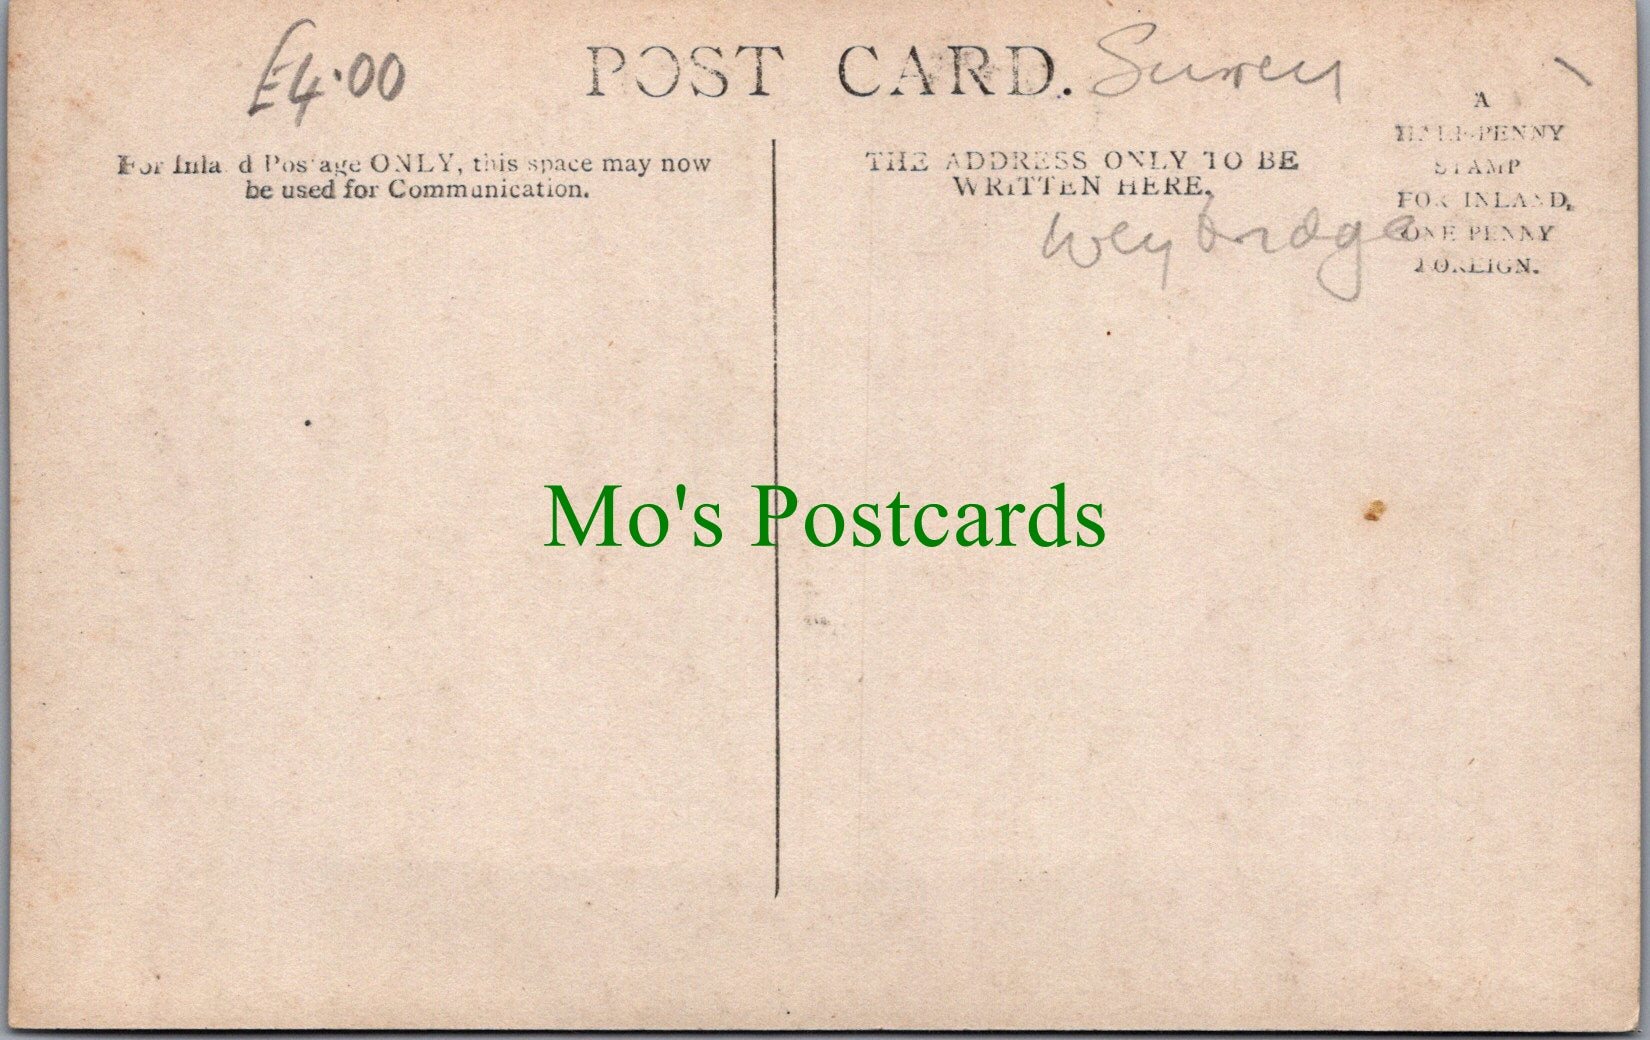 £4.00
POST CARD.
Surrey
For Inland Postage ONLY, this space may now
be used for Communication.
THE ADDRESS ONLY TO BE
WRITTEN HERE.
Weybridge
A
HALF-PENNY
STAMP
FOR INLAND,
ONE PENNY
FOREIGN.
Mo's Postcards